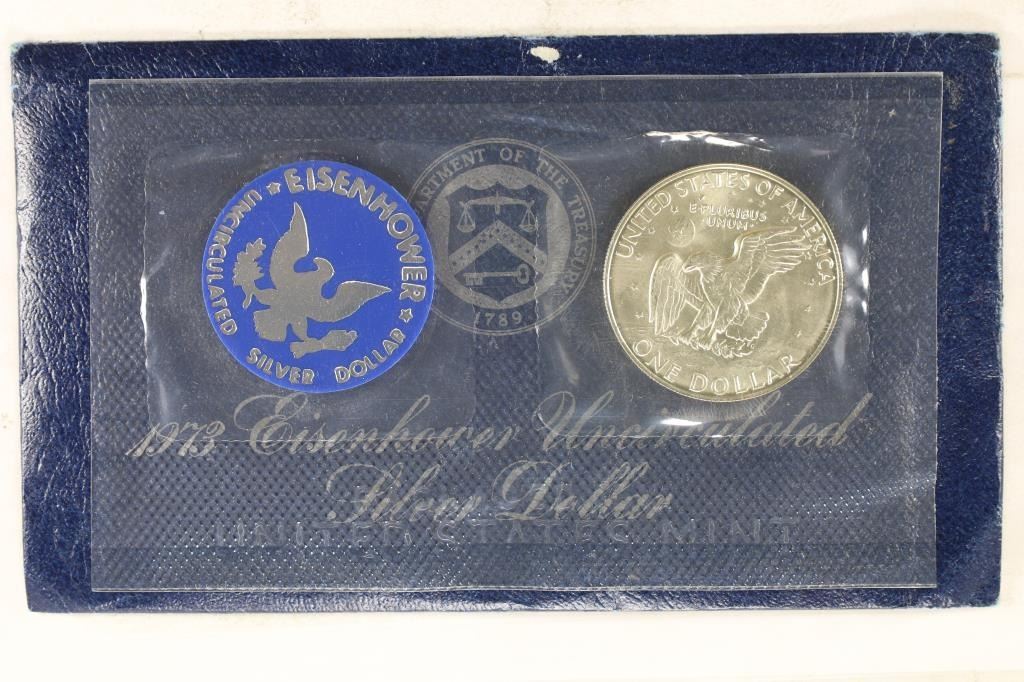 EISENHOWER
UNCIRCULATED SILVER DOLLAR
DEPARTMENT OF THE TREASURY
1789
UNITED STATES OF AMERICA
E·PLURIBUS
UNUM
ONE DOLLAR
1973 Eisenhower Uncirculated
Silver Dollar
UNITED STATES MINT